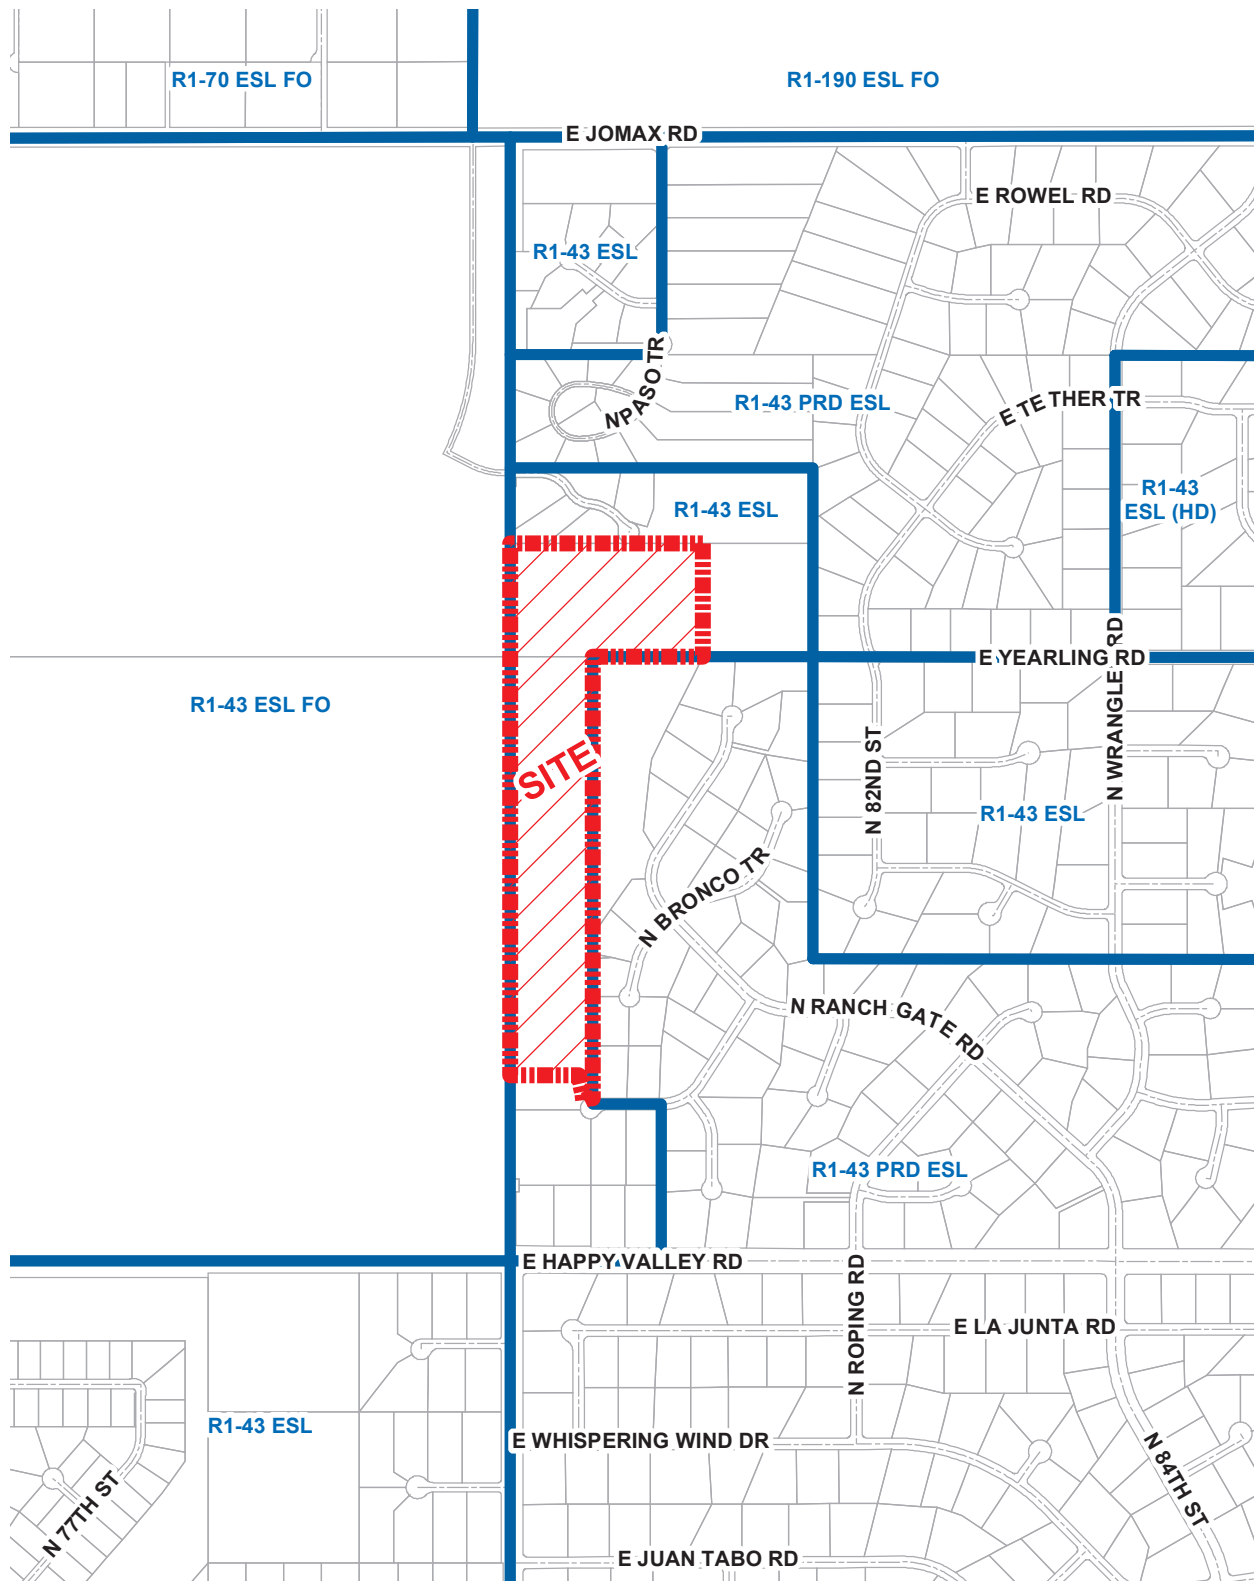 R1-70 ESL FO
R1-190 ESL FO
E JOMAX RD
E ROWEL RD
R1-43 ESL
N PASO TR
R1-43 PRD ESL
E TETHER TR
R1-43
ESL (HD)
R1-43 ESL
E YEARLING RD
N WRANGLER RD
R1-43 ESL FO
SITE
N 82ND ST
R1-43 ESL
N BRONCO TR
N RANCH GATE RD
R1-43 PRD ESL
E HAPPY VALLEY RD
N ROPING RD
E LA JUNTA RD
R1-43 ESL
E WHISPERING WIND DR
N 84TH ST
N 77TH ST
E JUAN TABO RD